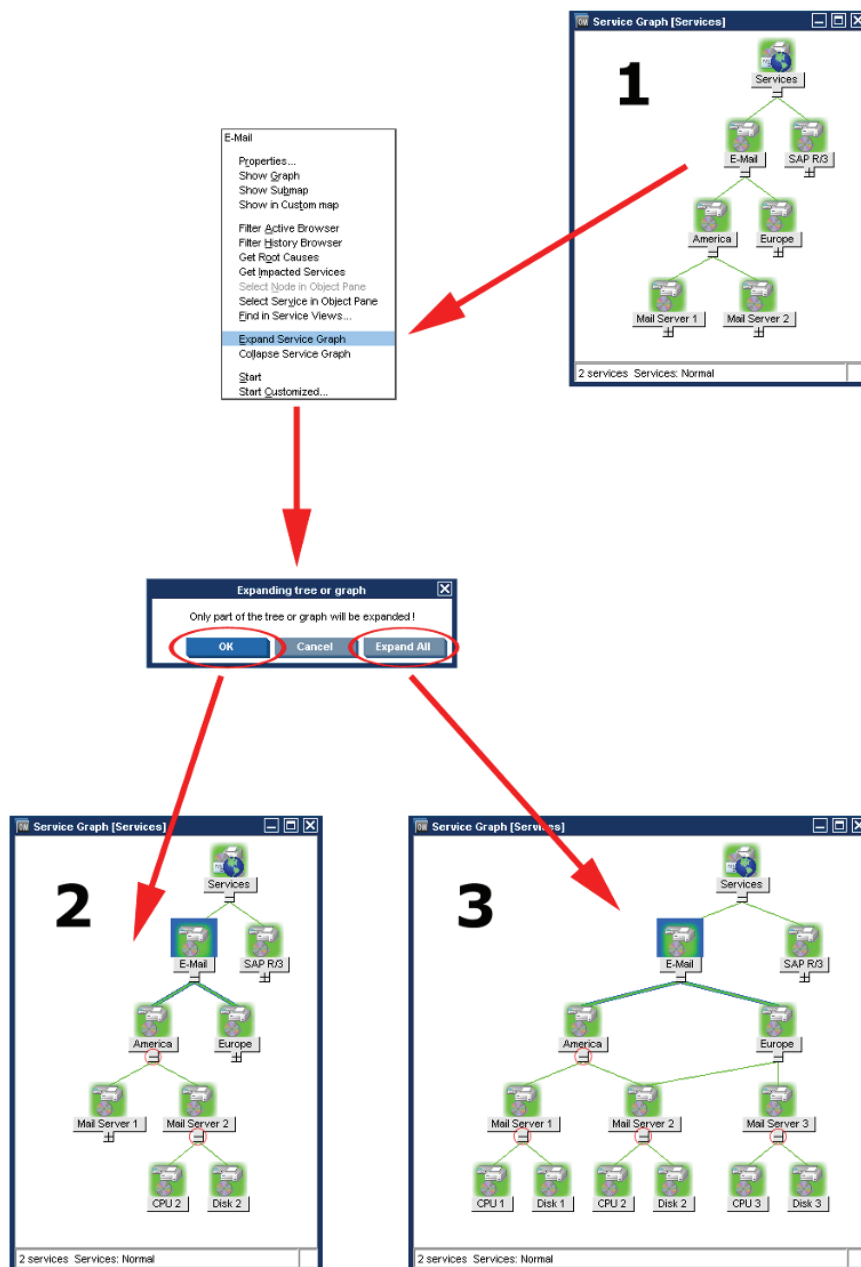 Service Graph [Services]
1
Services
E-Mail SAP R/3
America Europe
Mail Server 1 Mail Server 2
2 services Services: Normal
E-Mail
Properties...
Show Graph
Show Submap
Show in Custom map
Filter Active Browser
Filter History Browser
Get Root Causes
Get Impacted Services
Select Node in Object Pane
Select Service in Object Pane
Find in Service Views...
Expand Service Graph
Collapse Service Graph
Start
Start Customized...
Expanding tree or graph
Only part of the tree or graph will be expanded !
OK Cancel Expand All
Service Graph [Services]
2
Services
E-Mail SAP R/3
America Europe
Mail Server 1 Mail Server 2
CPU 2 Disk 2
2 services Services: Normal
Service Graph [Services]
3
Services
E-Mail SAP R/3
America Europe
Mail Server 1 Mail Server 2 Mail Server 3
CPU 1 Disk 1 CPU 2 Disk 2 CPU 3 Disk 3
2 services Services: Normal